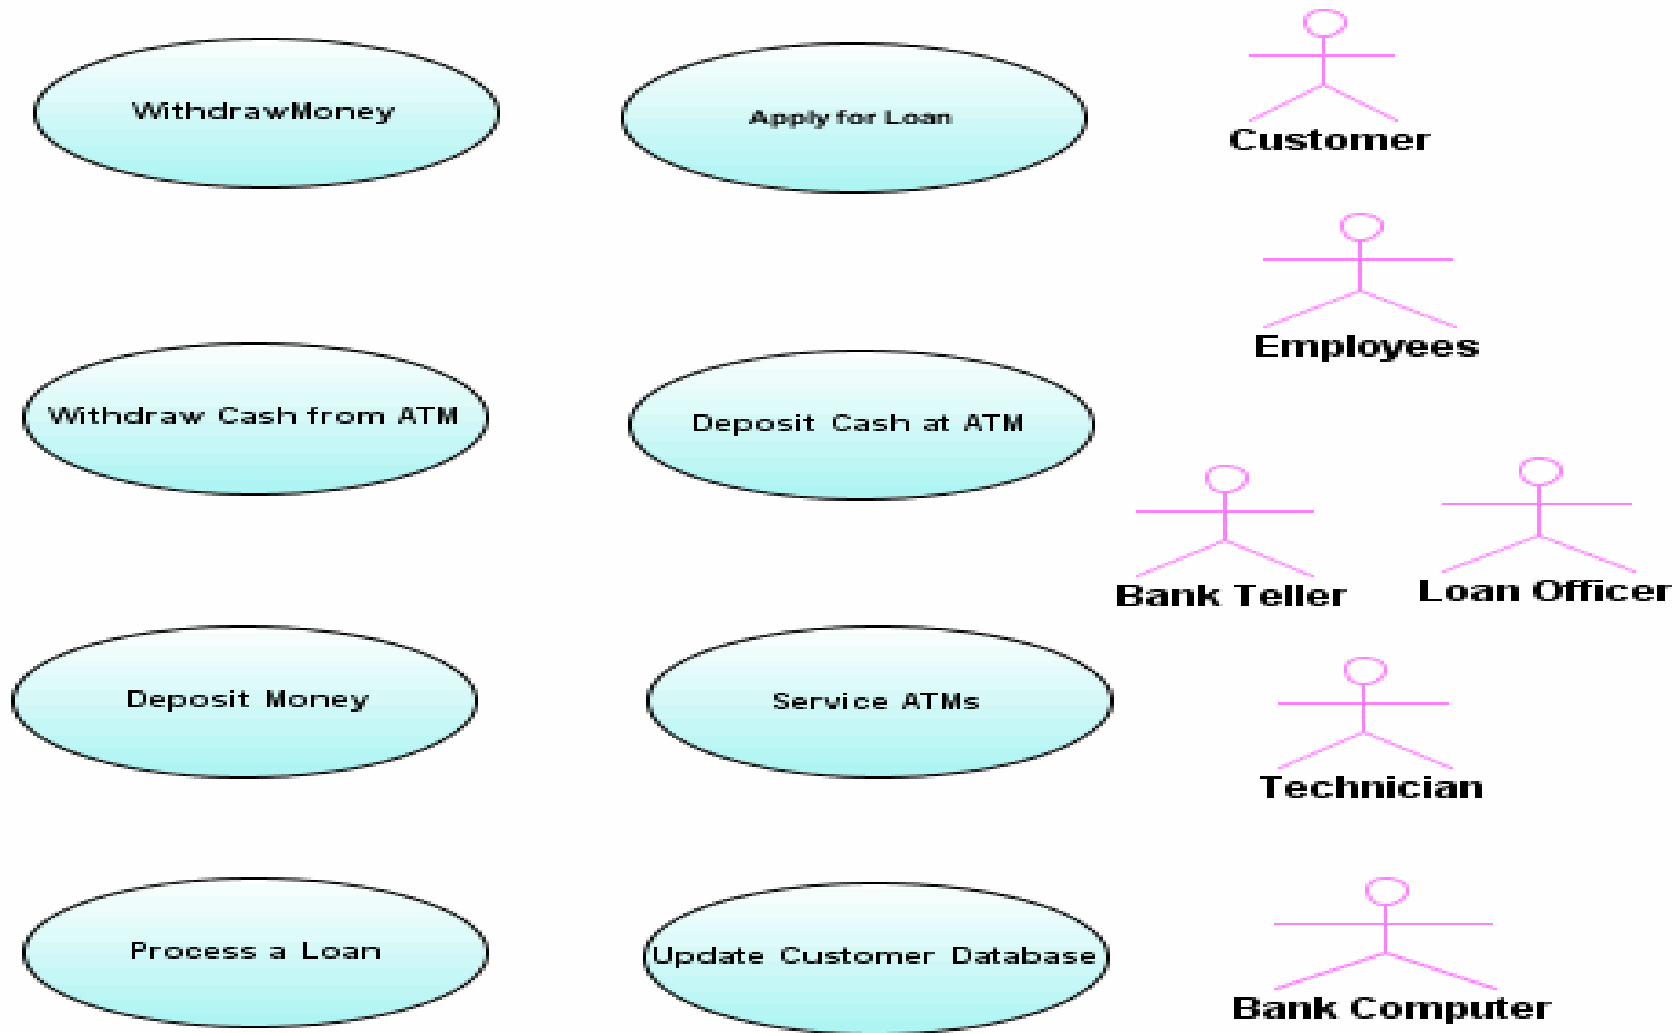 WithdrawMoney
Apply for Loan
Customer
Employees
Withdraw Cash from ATM
Deposit Cash at ATM
Bank Teller
Loan Officer
Deposit Money
Service ATMs
Technician
Process a Loan
Update Customer Database
Bank Computer